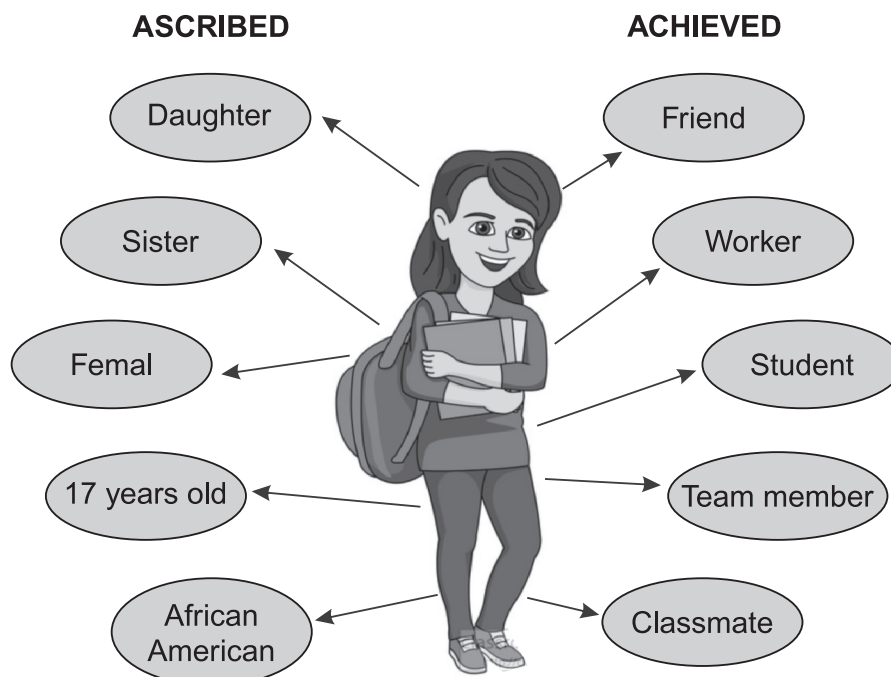 ASCRIBED
ACHIEVED
Daughter
Friend
Sister
Worker
Femal
Student
17 years old
Team member
African
American
Classmate